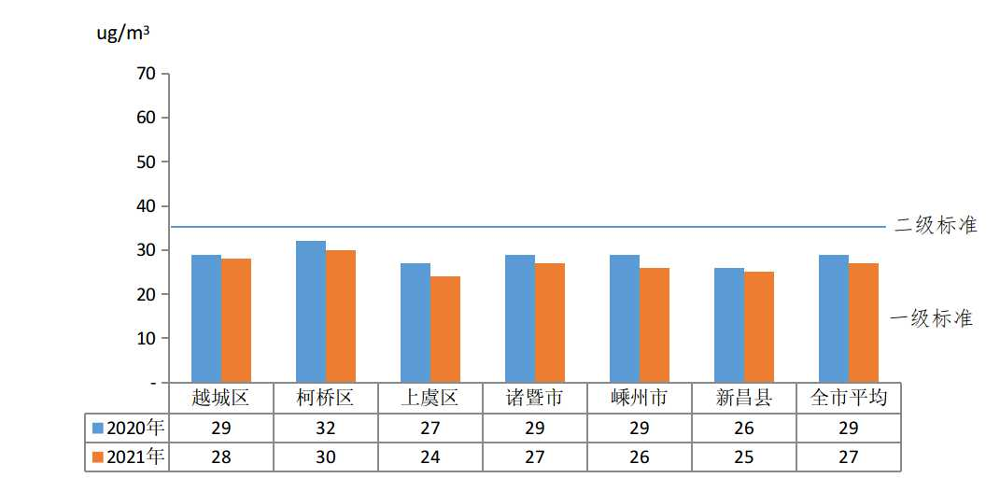 ug/m³
70
60
50
40
二级标准
30
20
一级标准
10
-
越城区 柯桥区 上虞区 诸暨市 嵊州市 新昌县 全市平均
2020年 29 32 27 29 29 26 29
2021年 28 30 24 27 26 25 27